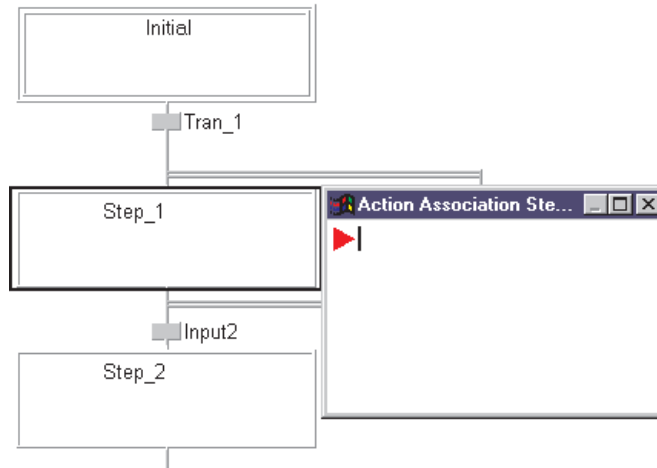 Initial
Tran_1
Step_1
Action Association Ste...
Input2
Step_2